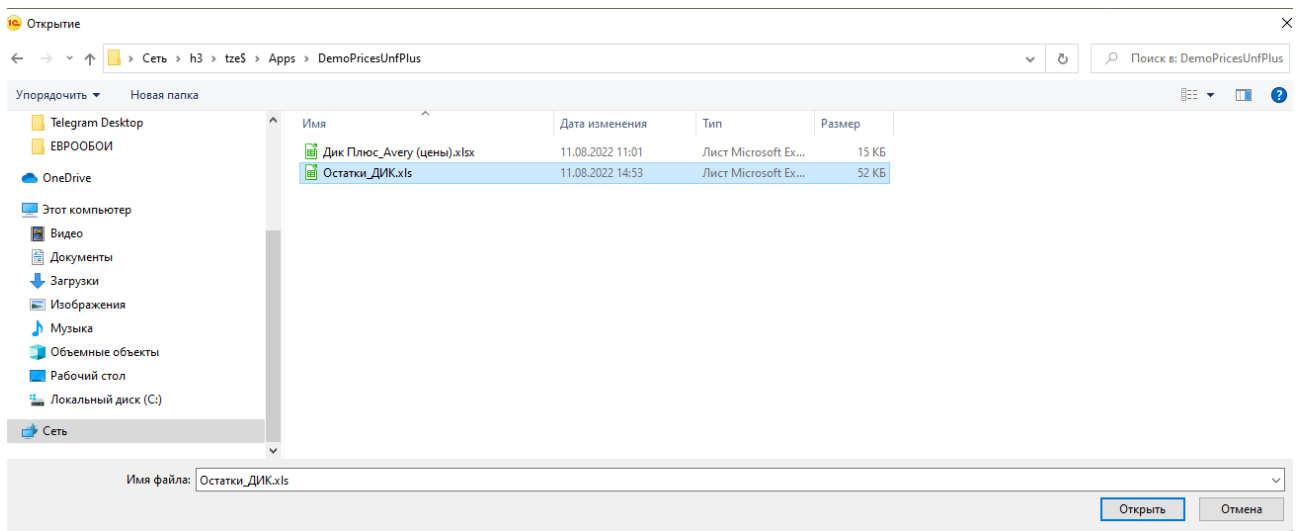 1С Открытие
Сеть > h3 > tze$ > Apps > DemoPricesUnfPlus
Поиск в: DemoPricesUnfPlus
Упорядочить Новая папка
Telegram Desktop
ЕВРООБОИ
OneDrive
Этот компьютер
Видео
Документы
Загрузки
Изображения
Музыка
Объемные объекты
Рабочий стол
Локальный диск (C:)
Сеть
Имя Дата изменения Тип Размер
Дик Плюс_Avery (цены).xlsx 11.08.2022 11:01 Лист Microsoft Ex... 15 КБ
Остатки_ДИК.xls 11.08.2022 14:53 Лист Microsoft Ex... 52 КБ
Имя файла: Остатки_ДИК.xls
Открыть Отмена